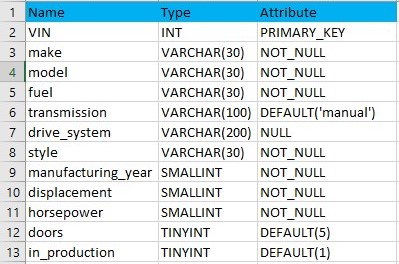 1 Name Type Attribute
2 VIN INT PRIMARY_KEY
3 make VARCHAR(30) NOT_NULL
4 model VARCHAR(30) NOT_NULL
5 fuel VARCHAR(30) NOT_NULL
6 transmission VARCHAR(100) DEFAULT('manual')
7 drive_system VARCHAR(200) NULL
8 style VARCHAR(30) NOT_NULL
9 manufacturing_year SMALLINT NOT_NULL
10 displacement SMALLINT NOT_NULL
11 horsepower SMALLINT NOT_NULL
12 doors TINYINT DEFAULT(5)
13 in_production TINYINT DEFAULT(1)